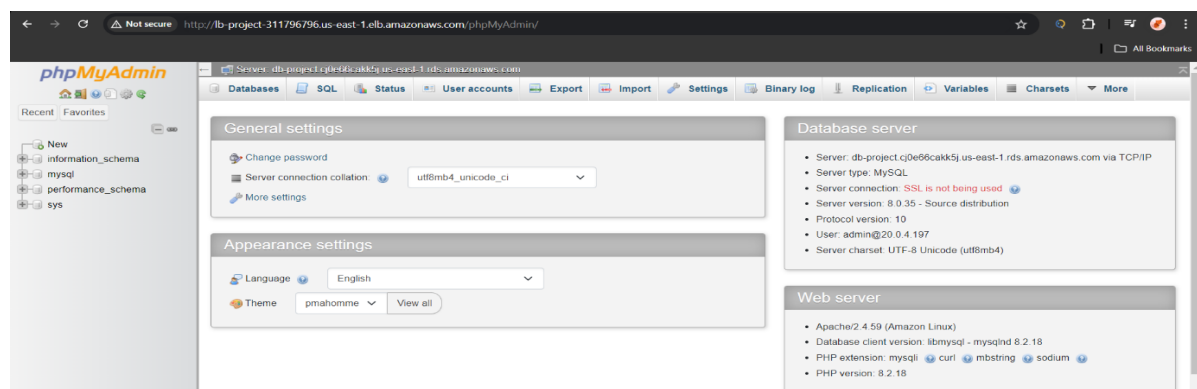 Not secure http://lb-project-311796796.us-east-1.elb.amazonaws.com/phpMyAdmin/
All Bookmarks
phpMyAdmin
Recent Favorites
New
information_schema
mysql
performance_schema
sys
Server: db-project.cj0e66cakk5j.us-east-1.rds.amazonaws.com
Databases SQL Status User accounts Export Import Settings Binary log Replication Variables Charsets More
General settings
Change password
Server connection collation: utf8mb4_unicode_ci
More settings
Appearance settings
Language English
Theme pmahomme View all
Database server
Server: db-project.cj0e66cakk5j.us-east-1.rds.amazonaws.com via TCP/IP
Server type: MySQL
Server connection: SSL is not being used
Server version: 8.0.35 - Source distribution
Protocol version: 10
User: admin@20.0.4.197
Server charset: UTF-8 Unicode (utf8mb4)
Web server
Apache/2.4.59 (Amazon Linux)
Database client version: libmysql - mysqlnd 8.2.18
PHP extension: mysqli curl mbstring sodium
PHP version: 8.2.18